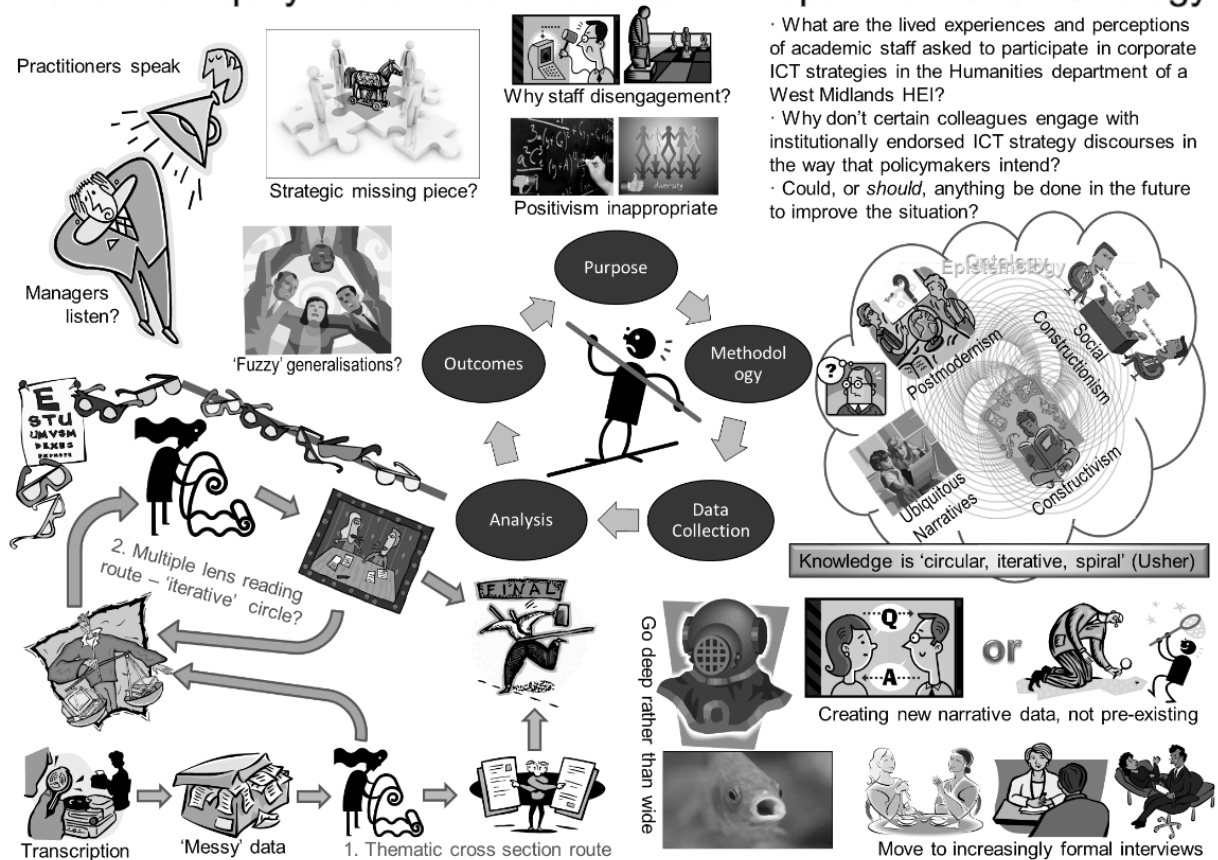 Practitioners speak
Managers
listen?
Strategic missing piece?
'Fuzzy' generalisations?
Why staff disengagement?
diversity
Positivism inappropriate
· What are the lived experiences and perceptions
of academic staff asked to participate in corporate
ICT strategies in the Humanities department of a
West Midlands HEI?
· Why don't certain colleagues engage with
institutionally endorsed ICT strategy discourses in
the way that policymakers intend?
· Could, or should, anything be done in the future
to improve the situation?
Purpose
Methodol
ogy
Data
Collection
Analysis
Outcomes
Ontology
Epistemology
Postmodernism
Social
Constructionism
Constructivism
Ubiquitous
Narratives
?
Knowledge is 'circular, iterative, spiral' (Usher)
E
STU
UMVSM
2. Multiple lens reading
route – 'iterative' circle?
FINAL
Go deep rather than wide
Q
A
or
Creating new narrative data, not pre-existing
Transcription
'Messy' data
1. Thematic cross section route
Move to increasingly formal interviews